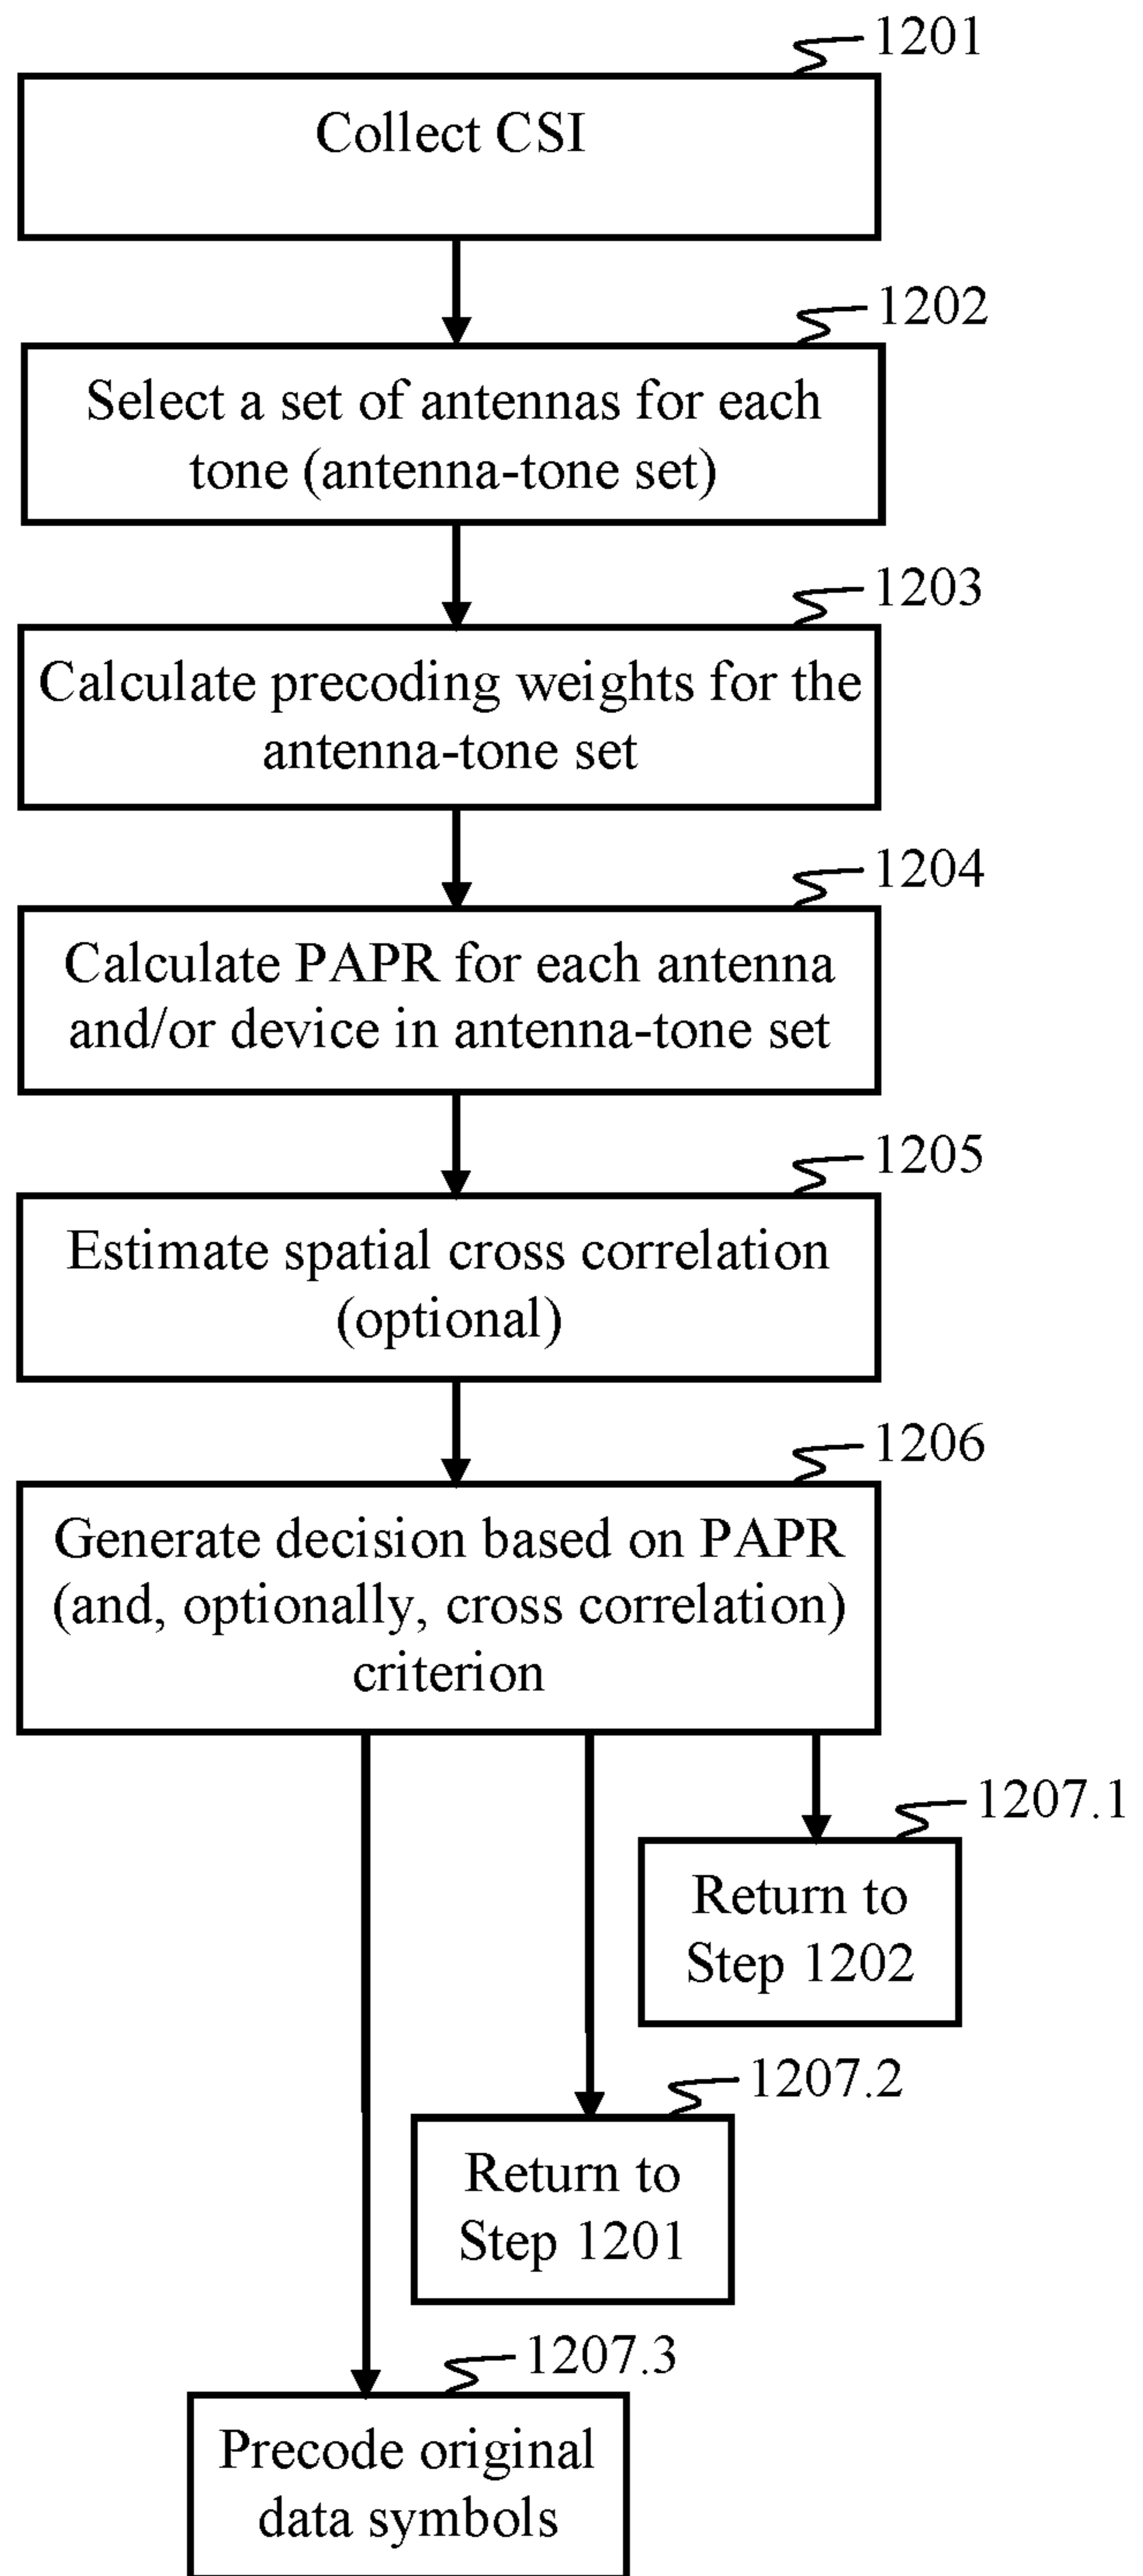 1201
Collect CSI
1202
Select a set of antennas for each
tone (antenna-tone set)
1203
Calculate precoding weights for the
antenna-tone set
1204
Calculate PAPR for each antenna
and/or device in antenna-tone set
1205
Estimate spatial cross correlation
(optional)
1206
Generate decision based on PAPR
(and, optionally, cross correlation)
criterion
1207.1
Return to
Step 1202
1207.2
Return to
Step 1201
1207.3
Precode original
data symbols